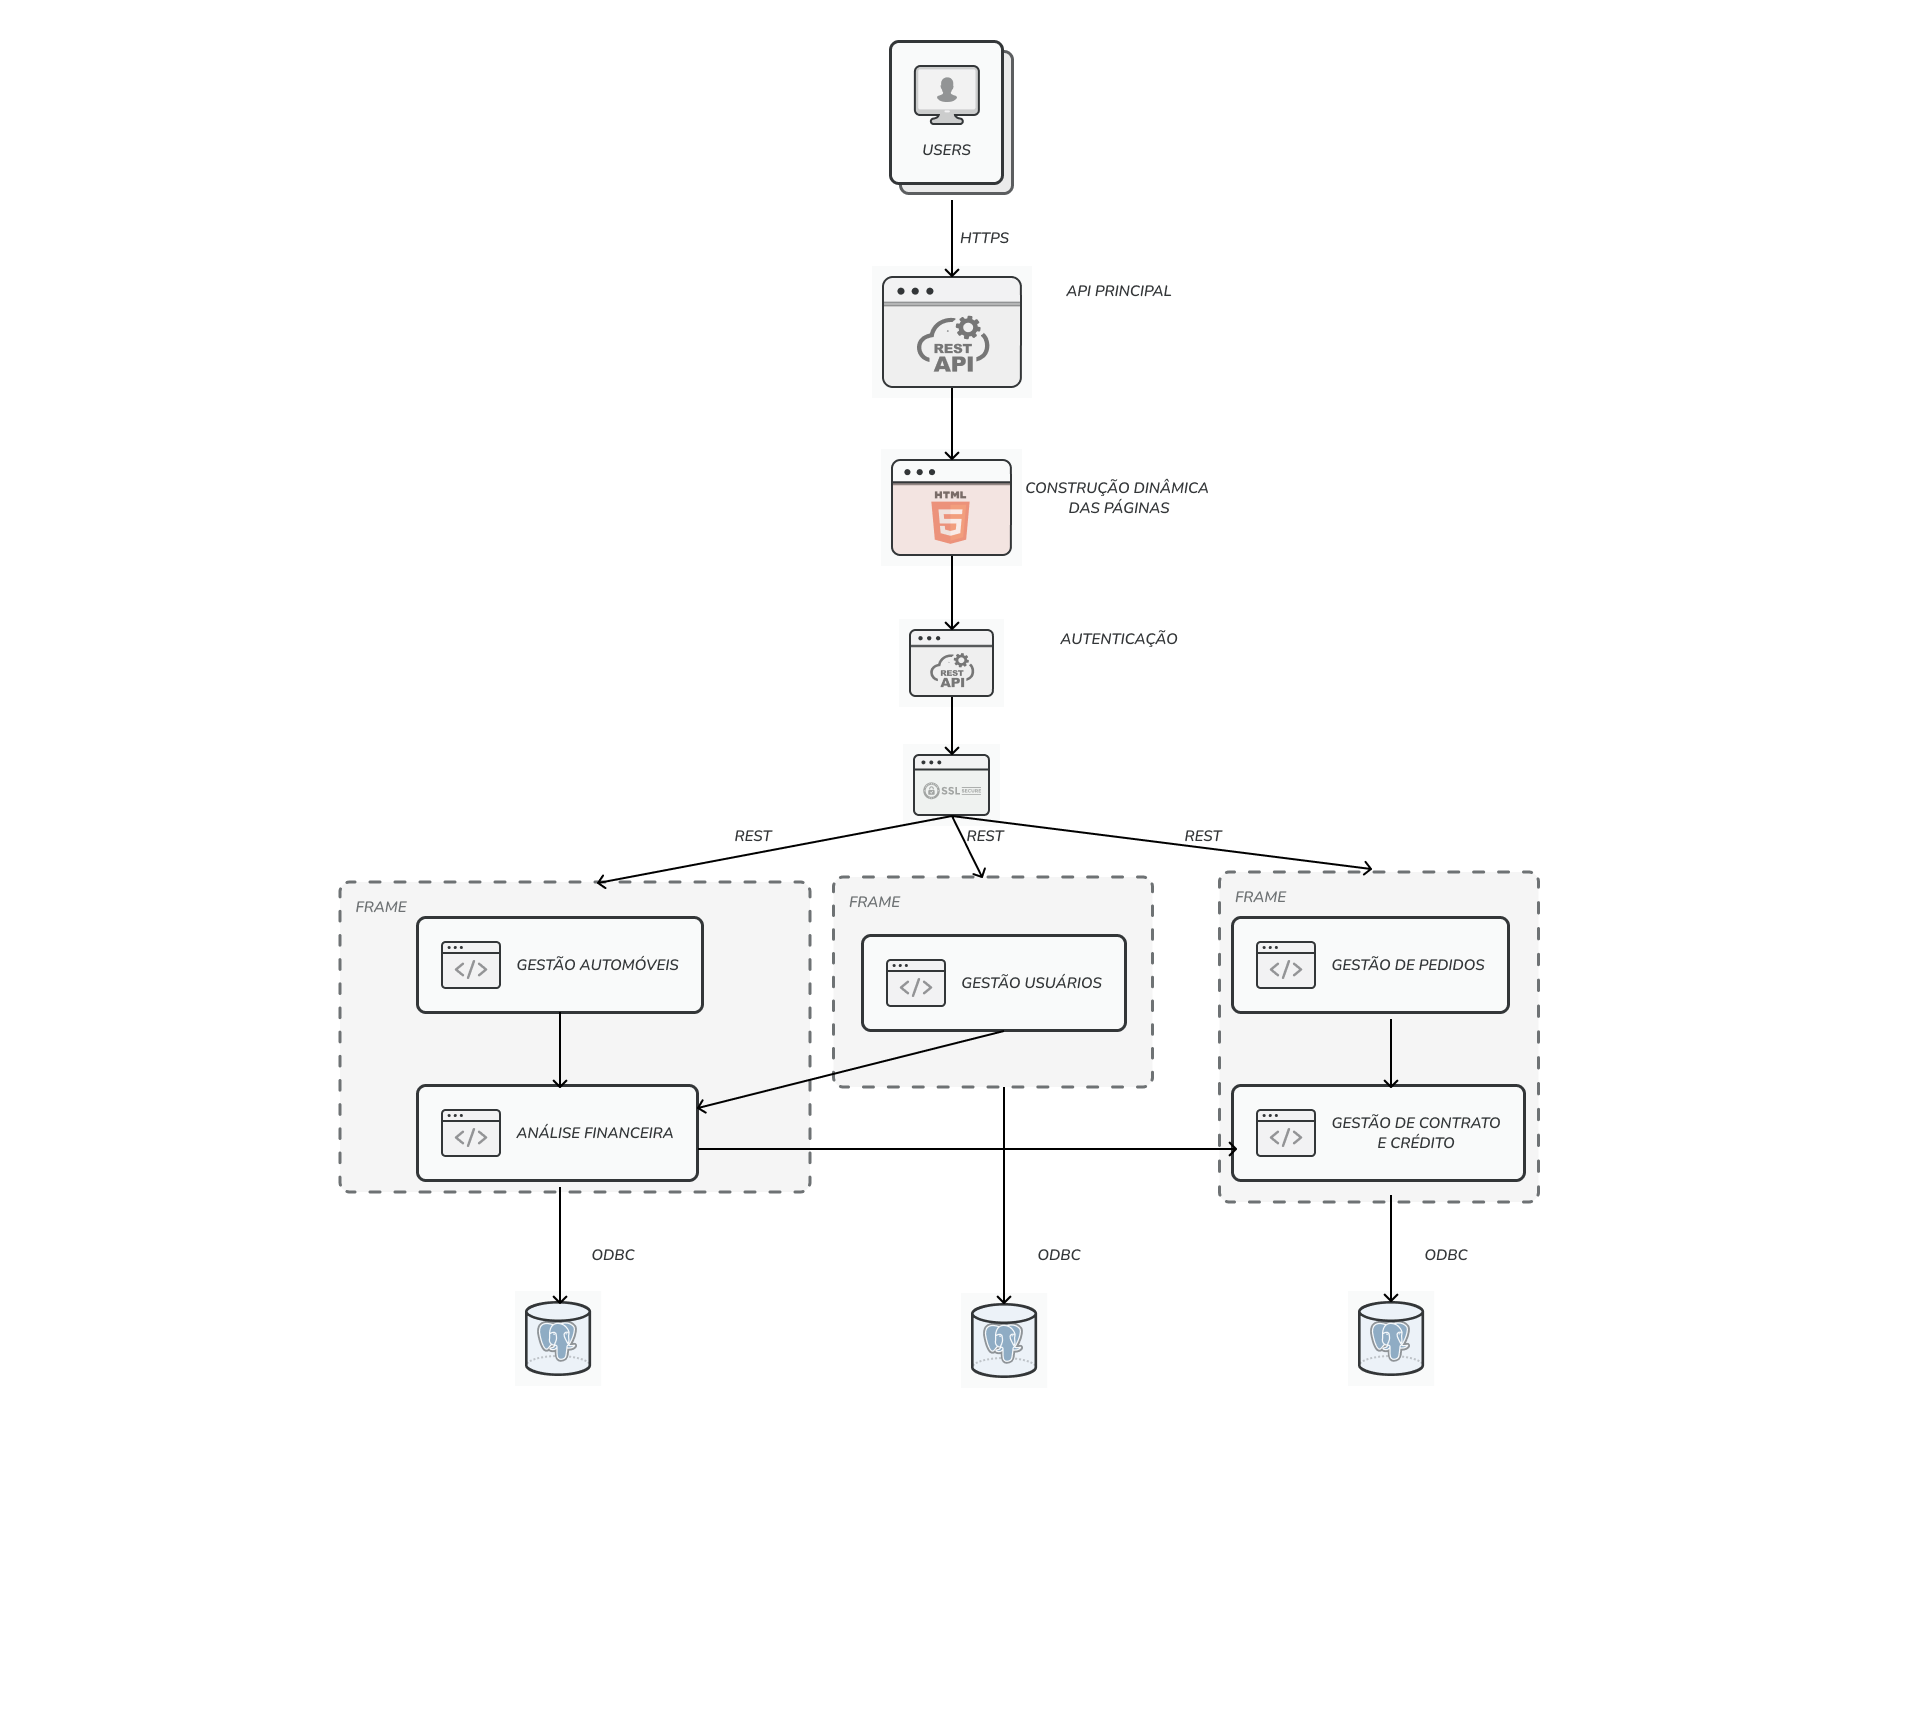 USERS
HTTPS
API PRINCIPAL
REST
API
HTML
CONSTRUÇÃO DINÂMICA
DAS PÁGINAS
AUTENTICAÇÃO
REST
API
SSL SECURE
REST
REST
REST
FRAME
FRAME
FRAME
GESTÃO AUTOMÓVEIS
GESTÃO USUÁRIOS
GESTÃO DE PEDIDOS
ANÁLISE FINANCEIRA
GESTÃO DE CONTRATO
E CRÉDITO
ODBC
ODBC
ODBC